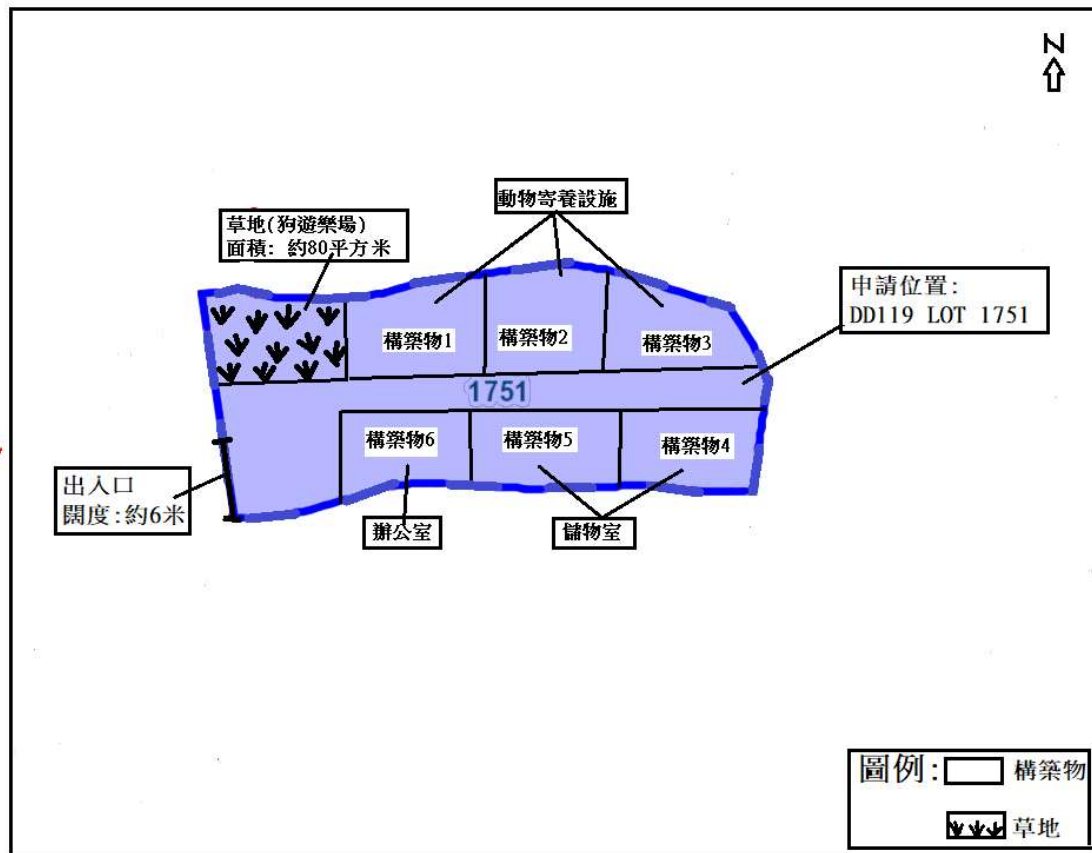 N
動物寄養設施
草地(狗遊樂場)
面積: 約80平方米
申請位置:
DD119 LOT 1751
構築物1
構築物2
構築物3
1751
構築物6
構築物5
構築物4
出入口
闊度:約6米
辦公室
儲物室
圖例:
構築物
草地